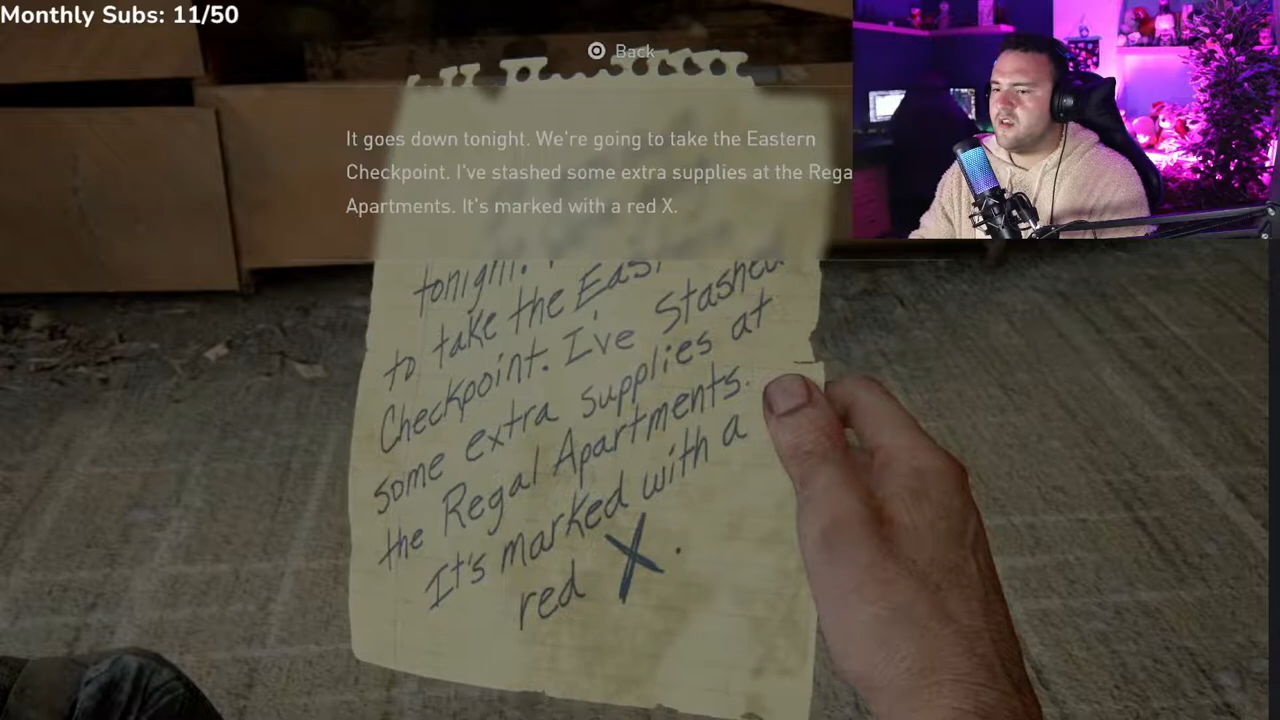 Monthly Subs: 11/50
Back
It goes down tonight. We're going to take the Eastern
Checkpoint. I've stashed some extra supplies at the Rega
Apartments. It's marked with a red X.
tonight.
to take the East
Checkpoint. I've Stashed
some extra supplies at
the Regal Apartments.
It's marked with a
red X.